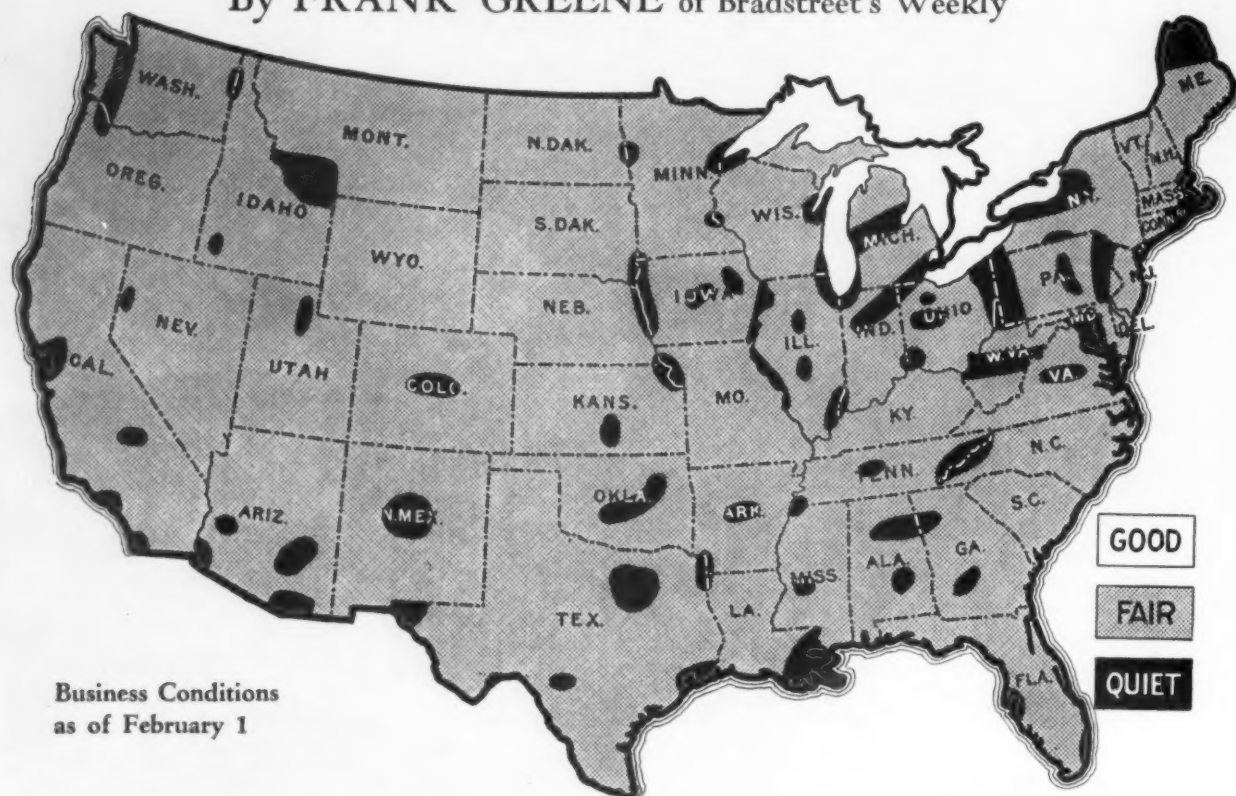 By FRANK GREENE of Bradstreet's Weekly
WASH.
MONT.
N.DAK.
MINN.
ME.
VT.
N.H.
OREG.
IDAHO
S.DAK.
WIS.
MICH.
N.Y.
MASS.
CONN.
WYO.
NEB.
IOWA
ILL.
IND.
OHIO
PA.
N.J.
NEV.
UTAH
COLO.
KANS.
MO.
KY.
W.VA.
VA.
MD.
DEL.
CAL.
ARIZ.
N.MEX.
OKLA.
ARK.
TENN.
N.C.
S.C.
TEX.
LA.
MISS.
ALA.
GA.
FLA.
GOOD
FAIR
QUIET
Business Conditions
as of February 1